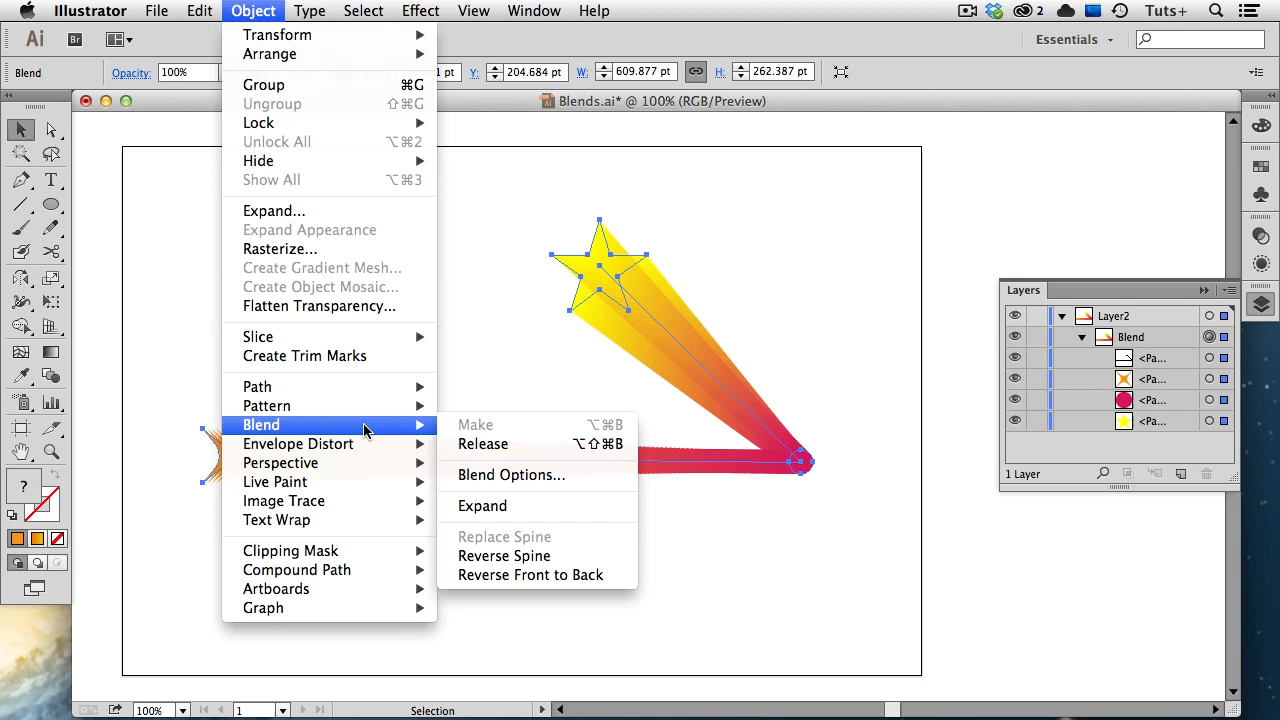 Illustrator File Edit Object Type Select Effect View Window Help 2 Tuts+
Ai Br Essentials
Blend Opacity: 100% 1 pt Y: 204.684 pt W: 609.877 pt H: 262.387 pt
Blends.ai* @ 100% (RGB/Preview)
Transform
Arrange
Group ⌘G
Ungroup ⇧⌘G
Lock
Unlock All ⌥⌘2
Hide
Show All ⌥⌘3
Expand...
Expand Appearance
Rasterize...
Create Gradient Mesh...
Create Object Mosaic...
Flatten Transparency...
Slice
Create Trim Marks
Path
Pattern
Blend
Envelope Distort
Perspective
Live Paint
Image Trace
Text Wrap
Clipping Mask
Compound Path
Artboards
Graph
Make ⌥⌘B
Release ⌥⇧⌘B
Blend Options...
Expand
Replace Spine
Reverse Spine
Reverse Front to Back
Layers
Layer2
Blend
<Pa...
<Pa...
<Pa...
<Pa...
1 Layer
T
?
100% 1 Selection